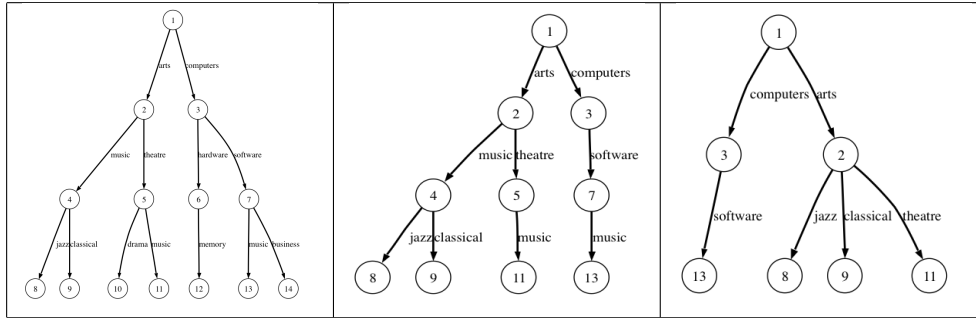 1
arts computers
2 3
music theatre hardware software
4 5 6 7
jazz classical drama music memory music business
8 9 10 11 12 13 14
1
arts computers
2 3
music theatre software
4 5 7
jazz classical music music
8 9 11 13
1
computers arts
3 2
software jazz classical theatre
13 8 9 11